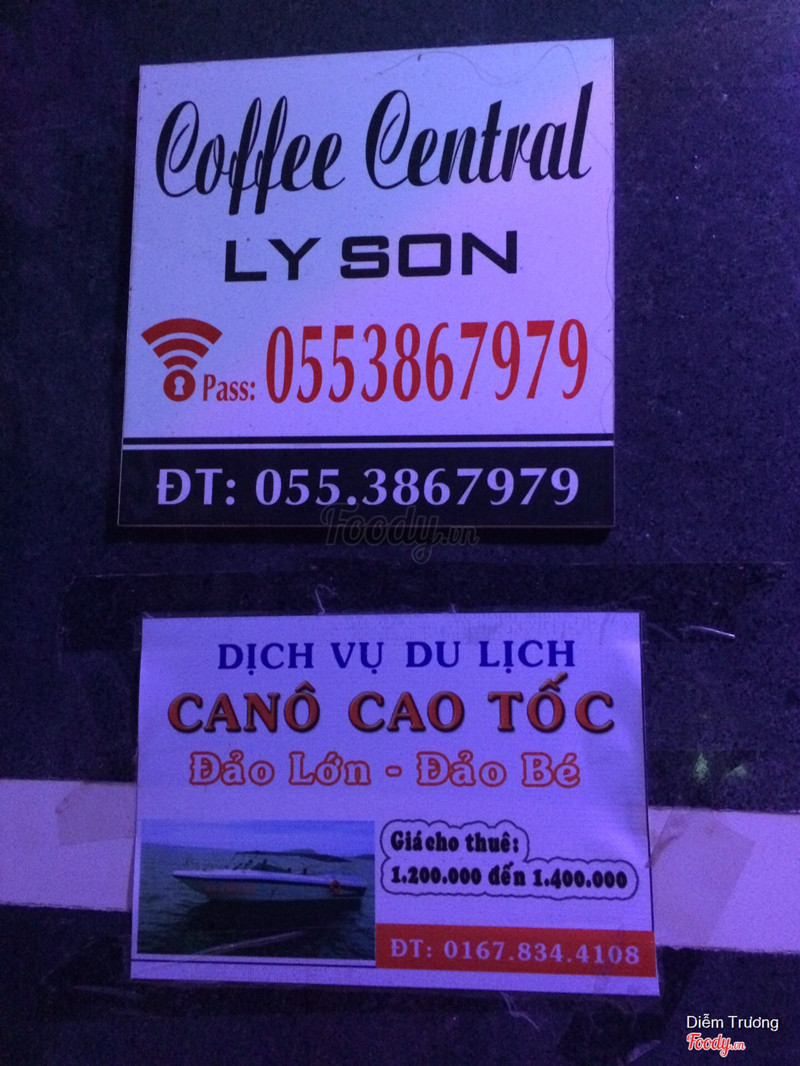 Coffee Central
LY SON
Pass: 0553867979
ĐT: 055.3867979
Foody.vn
DỊCH VỤ DU LỊCH
CANÔ CAO TỐC
Đảo Lớn - Đảo Bé
Giá cho thuê:
1.200.000 đến 1.400.000
ĐT: 0167.834.4108
Diễm Trương
Foody.vn